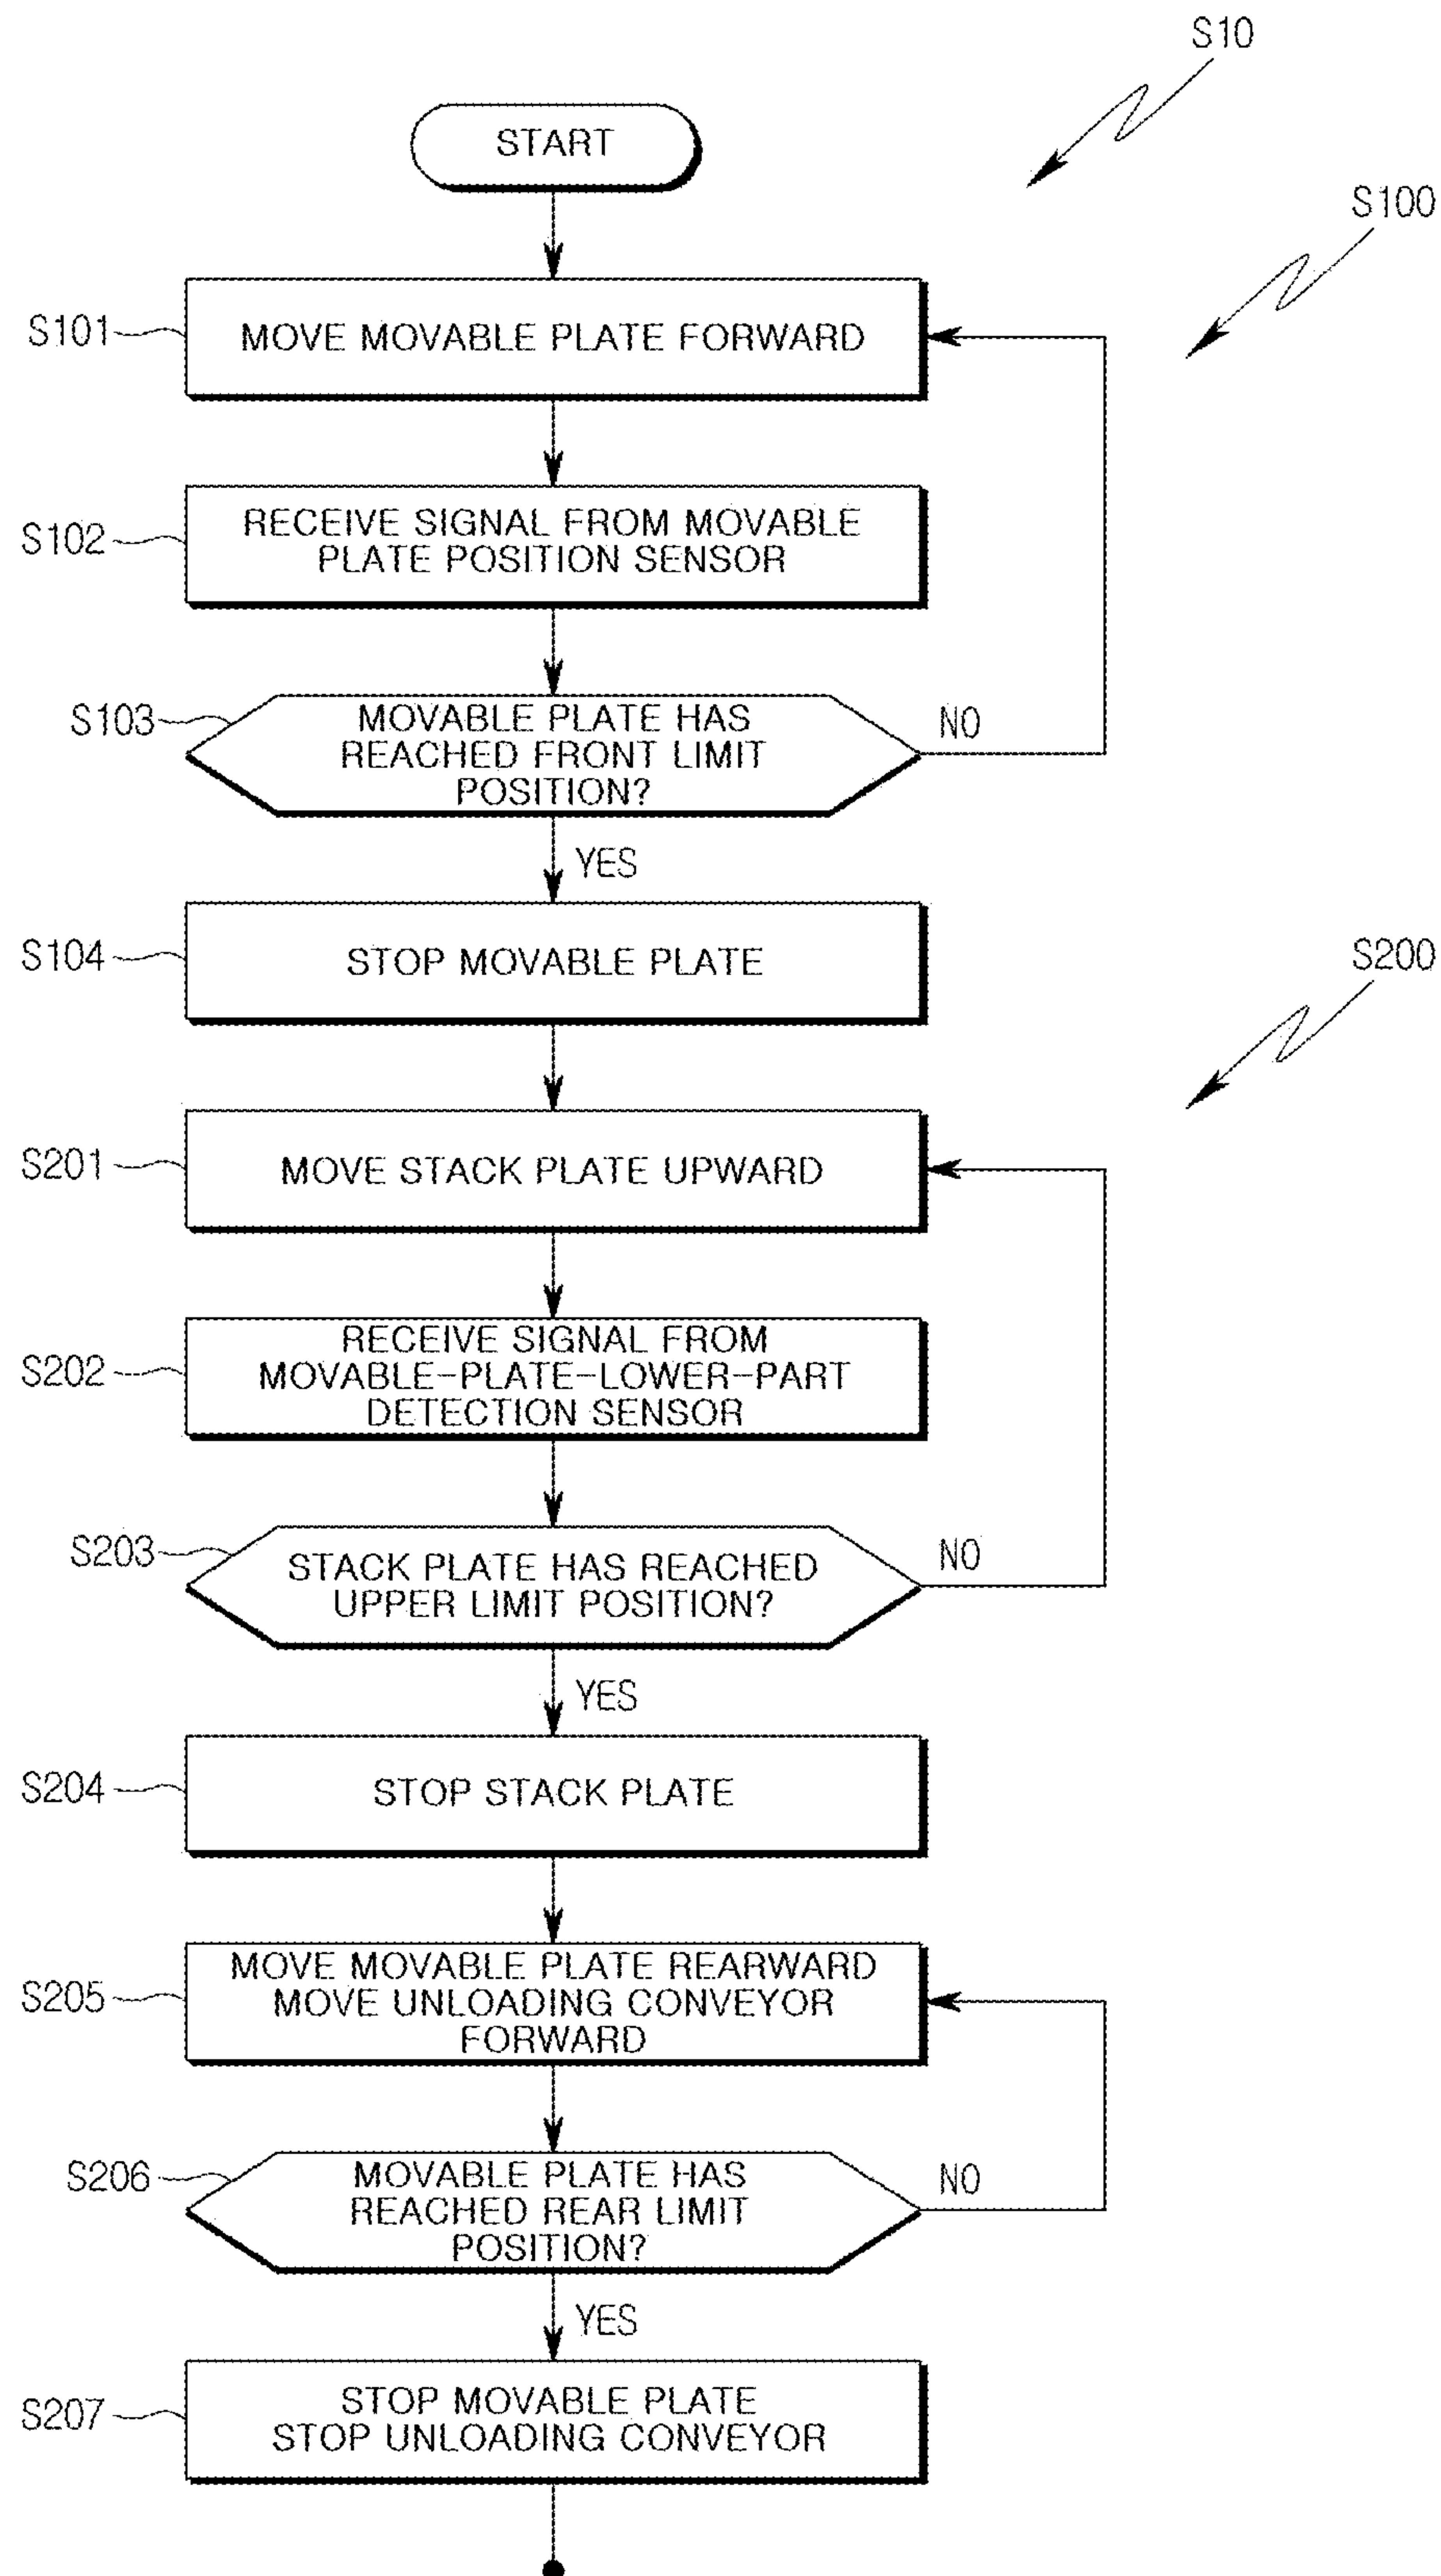 S10
START
S100
S101
MOVE MOVABLE PLATE FORWARD
S102
RECEIVE SIGNAL FROM MOVABLE
PLATE POSITION SENSOR
S103
MOVABLE PLATE HAS
REACHED FRONT LIMIT
POSITION?
NO
YES
S104
STOP MOVABLE PLATE
S200
S201
MOVE STACK PLATE UPWARD
S202
RECEIVE SIGNAL FROM
MOVABLE-PLATE-LOWER-PART
DETECTION SENSOR
S203
STACK PLATE HAS REACHED
UPPER LIMIT POSITION?
NO
YES
S204
STOP STACK PLATE
S205
MOVE MOVABLE PLATE REARWARD
MOVE UNLOADING CONVEYOR
FORWARD
S206
MOVABLE PLATE HAS
REACHED REAR LIMIT
POSITION?
NO
YES
S207
STOP MOVABLE PLATE
STOP UNLOADING CONVEYOR